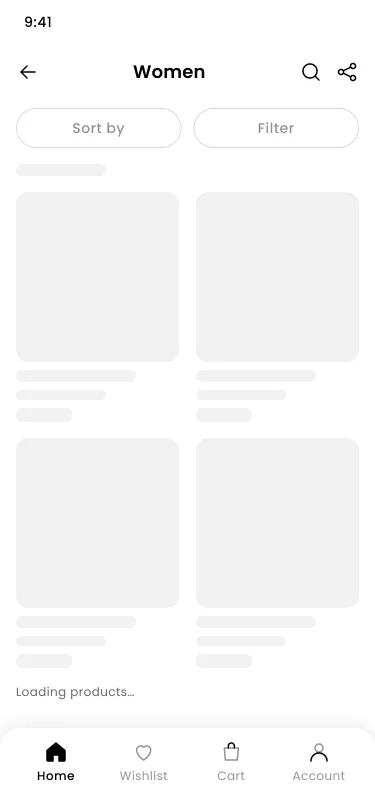 9:41
Women
Sort by
Filter
Loading products...
Home
Wishlist
Cart
Account